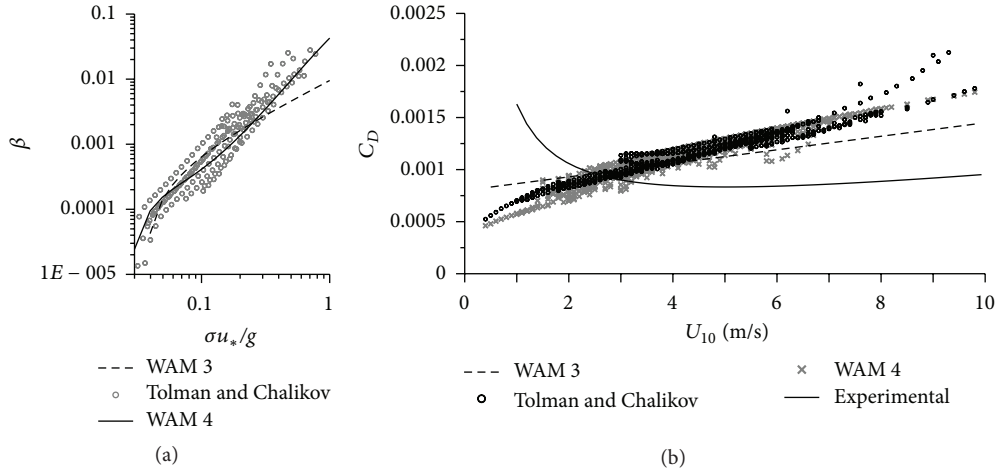 0.1
0.01
0.001
0.0001
1E − 005
β
0.1
1
σu*/g
WAM 3
Tolman and Chalikov
WAM 4
(a)
0.0025
0.002
0.0015
0.001
0.0005
0
C_D
0
2
4
6
8
10
U_10 (m/s)
WAM 3
Tolman and Chalikov
WAM 4
Experimental
(b)